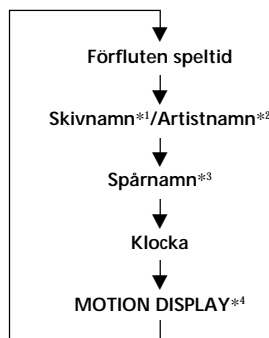 Förfluten speltid
Skivnamn*1/Artistnamn*2
Spårnamn*3
Klocka
MOTION DISPLAY*4